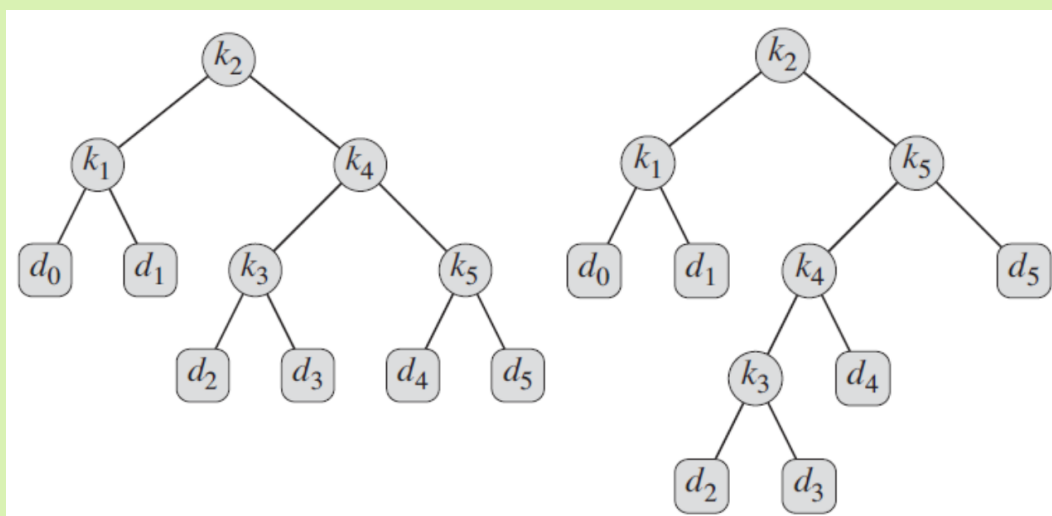 k₂
k₁ k₄
d₀ d₁ k₃ k₅
d₂ d₃ d₄ d₅
k₂
k₁ k₅
d₀ d₁ k₄ d₅
k₃ d₄
d₂ d₃